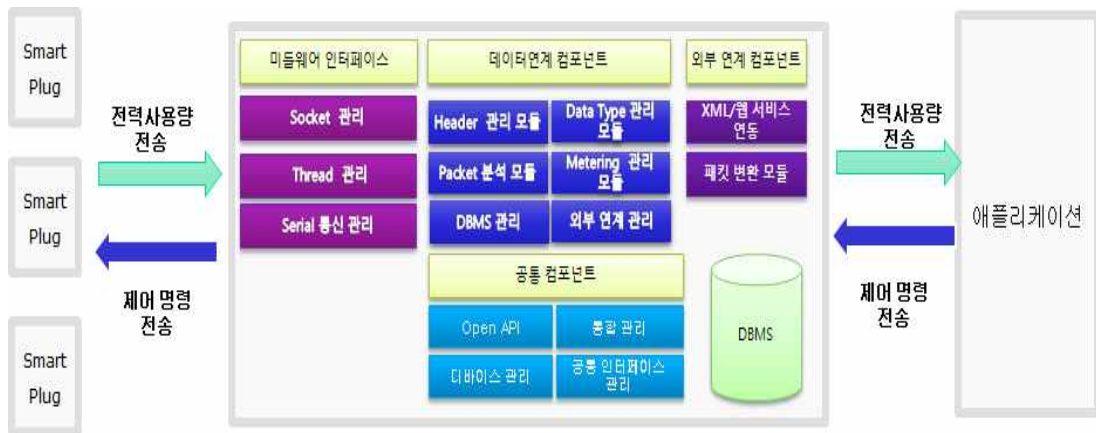 Smart
Plug
Smart
Plug
Smart
Plug
전력사용량
전송
제어 명령
전송
미들웨어 인터페이스
Socket 관리
Thread 관리
Serial 통신 관리
데이터연계 컴포넌트
Header 관리 모듈
Data Type 관리
모듈
Packet 분석 모듈
Metering 관리
모듈
DBMS 관리
외부 연계 관리
공통 컴포넌트
Open API
통합 관리
디바이스 관리
공통 인터페이스
관리
외부 연계 컴포넌트
XML/웹 서비스
연동
패킷 변환 모듈
DBMS
전력사용량
전송
제어 명령
전송
애플리케이션